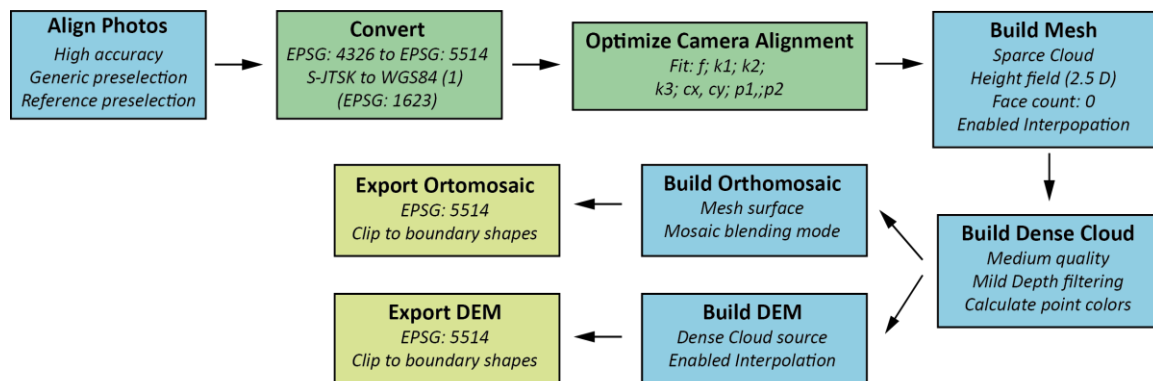 Align Photos
High accuracy
Generic preselection
Reference preselection
Convert
EPSG: 4326 to EPSG: 5514
S-JTSK to WGS84 (1)
(EPSG: 1623)
Optimize Camera Alignment
Fit: f; k1; k2;
k3; cx, cy; p1,;p2
Build Mesh
Sparce Cloud
Height field (2.5 D)
Face count: 0
Enabled Interpopation
Build Dense Cloud
Medium quality
Mild Depth filtering
Calculate point colors
Build Orthomosaic
Mesh surface
Mosaic blending mode
Export Ortomosaic
EPSG: 5514
Clip to boundary shapes
Build DEM
Dense Cloud source
Enabled Interpolation
Export DEM
EPSG: 5514
Clip to boundary shapes